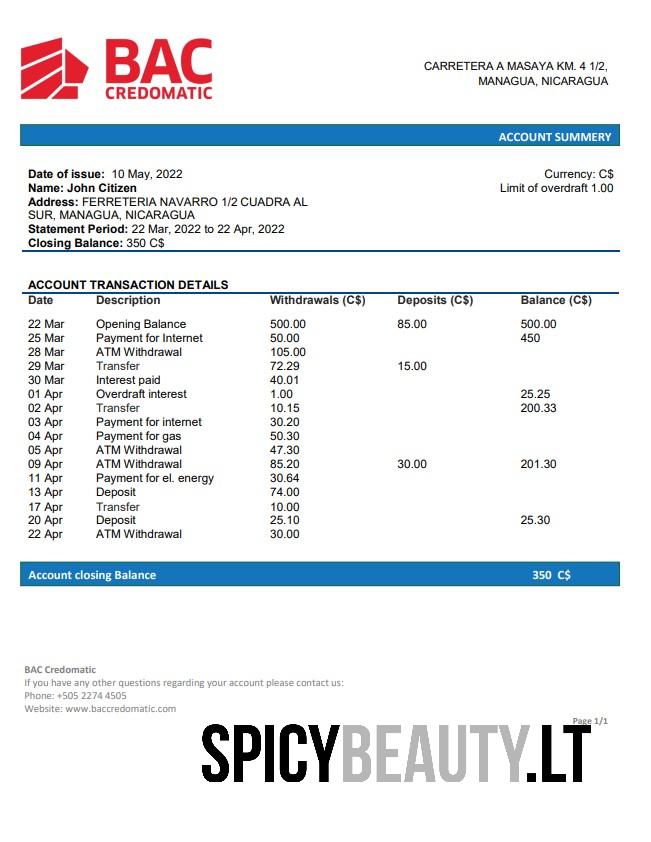 BAC
CREDOMATIC
CARRETERA A MASAYA KM. 4 1/2,
MANAGUA, NICARAGUA
ACCOUNT SUMMERY
Date of issue: 10 May, 2022
Currency: C$
Name: John Citizen
Limit of overdraft 1.00
Address: FERRETERIA NAVARRO 1/2 CUADRA AL
SUR, MANAGUA, NICARAGUA
Statement Period: 22 Mar, 2022 to 22 Apr, 2022
Closing Balance: 350 C$
ACCOUNT TRANSACTION DETAILS
Date Description Withdrawals (C$) Deposits (C$) Balance (C$)
22 Mar Opening Balance 500.00 85.00 500.00
25 Mar Payment for Internet 50.00 450
28 Mar ATM Withdrawal 105.00
29 Mar Transfer 72.29 15.00
30 Mar Interest paid 40.01
01 Apr Overdraft interest 1.00 25.25
02 Apr Transfer 10.15 200.33
03 Apr Payment for internet 30.20
04 Apr Payment for gas 50.30
05 Apr ATM Withdrawal 47.30
09 Apr ATM Withdrawal 85.20 30.00 201.30
11 Apr Payment for el. energy 30.64
13 Apr Deposit 74.00
17 Apr Transfer 10.00
20 Apr Deposit 25.10 25.30
22 Apr ATM Withdrawal 30.00
Account closing Balance 350 C$
BAC Credomatic
If you have any other questions regarding your account please contact us:
Phone: +505 2274 4505
Website: www.baccredomatic.com
Page 1/1
SPICYBEAUTY.LT